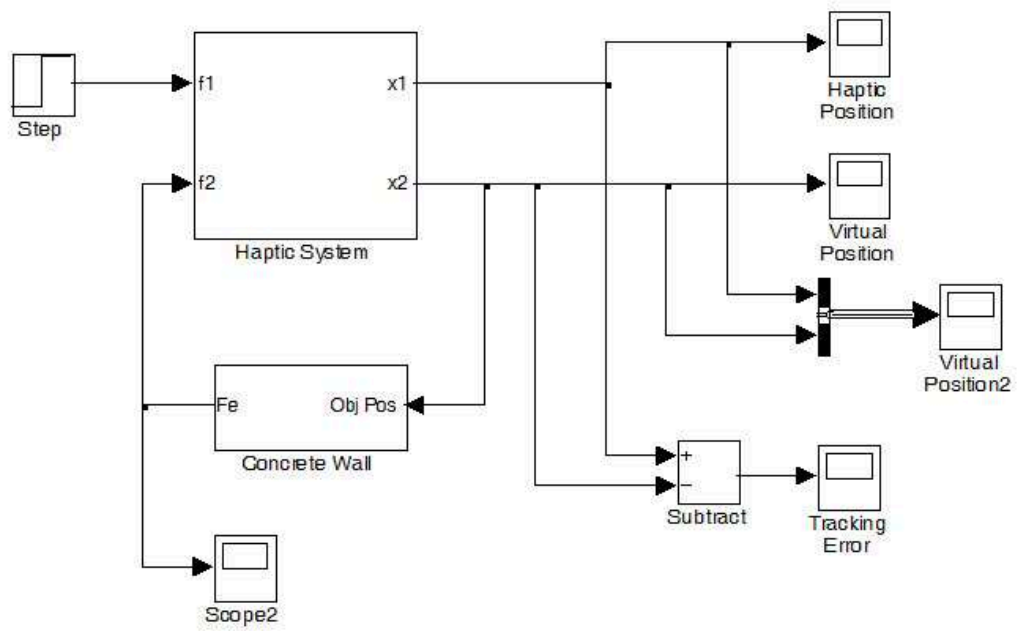 Step
f1
x1
f2
x2
Haptic System
Haptic
Position
Virtual
Position
Virtual
Position2
Fe
Obj Pos
Concrete Wall
+
−
Subtract
Tracking
Error
Scope2